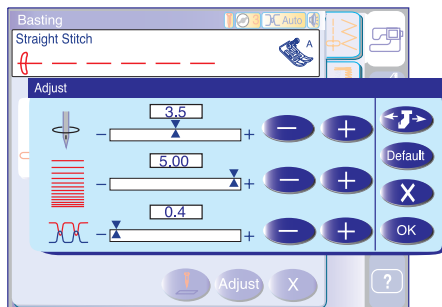 Basting
3 Auto
Straight Stitch
A
Adjust
3.5
- +
- +
5.00
Default
- +
- +
X
0.4
- +
- +
OK
Adjust X
?